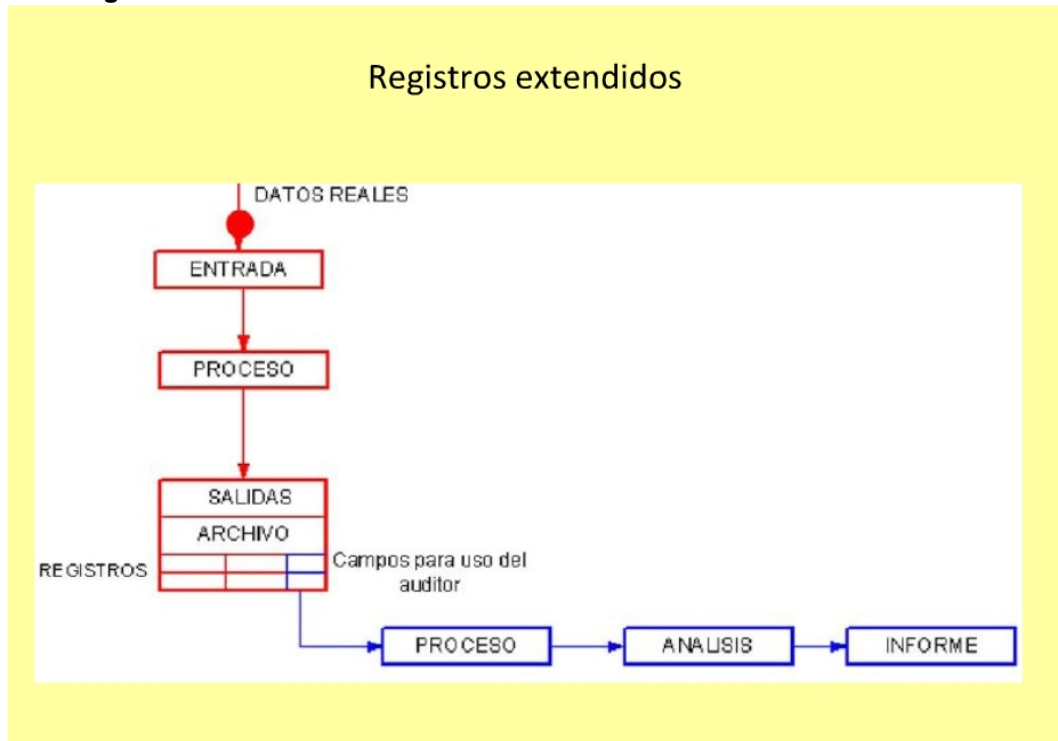 Registros extendidos
DATOS REALES
ENTRADA
PROCESO
SALIDAS
ARCHIVO
REGISTROS
Campos para uso del
auditor
PROCESO
ANALISIS
INFORME